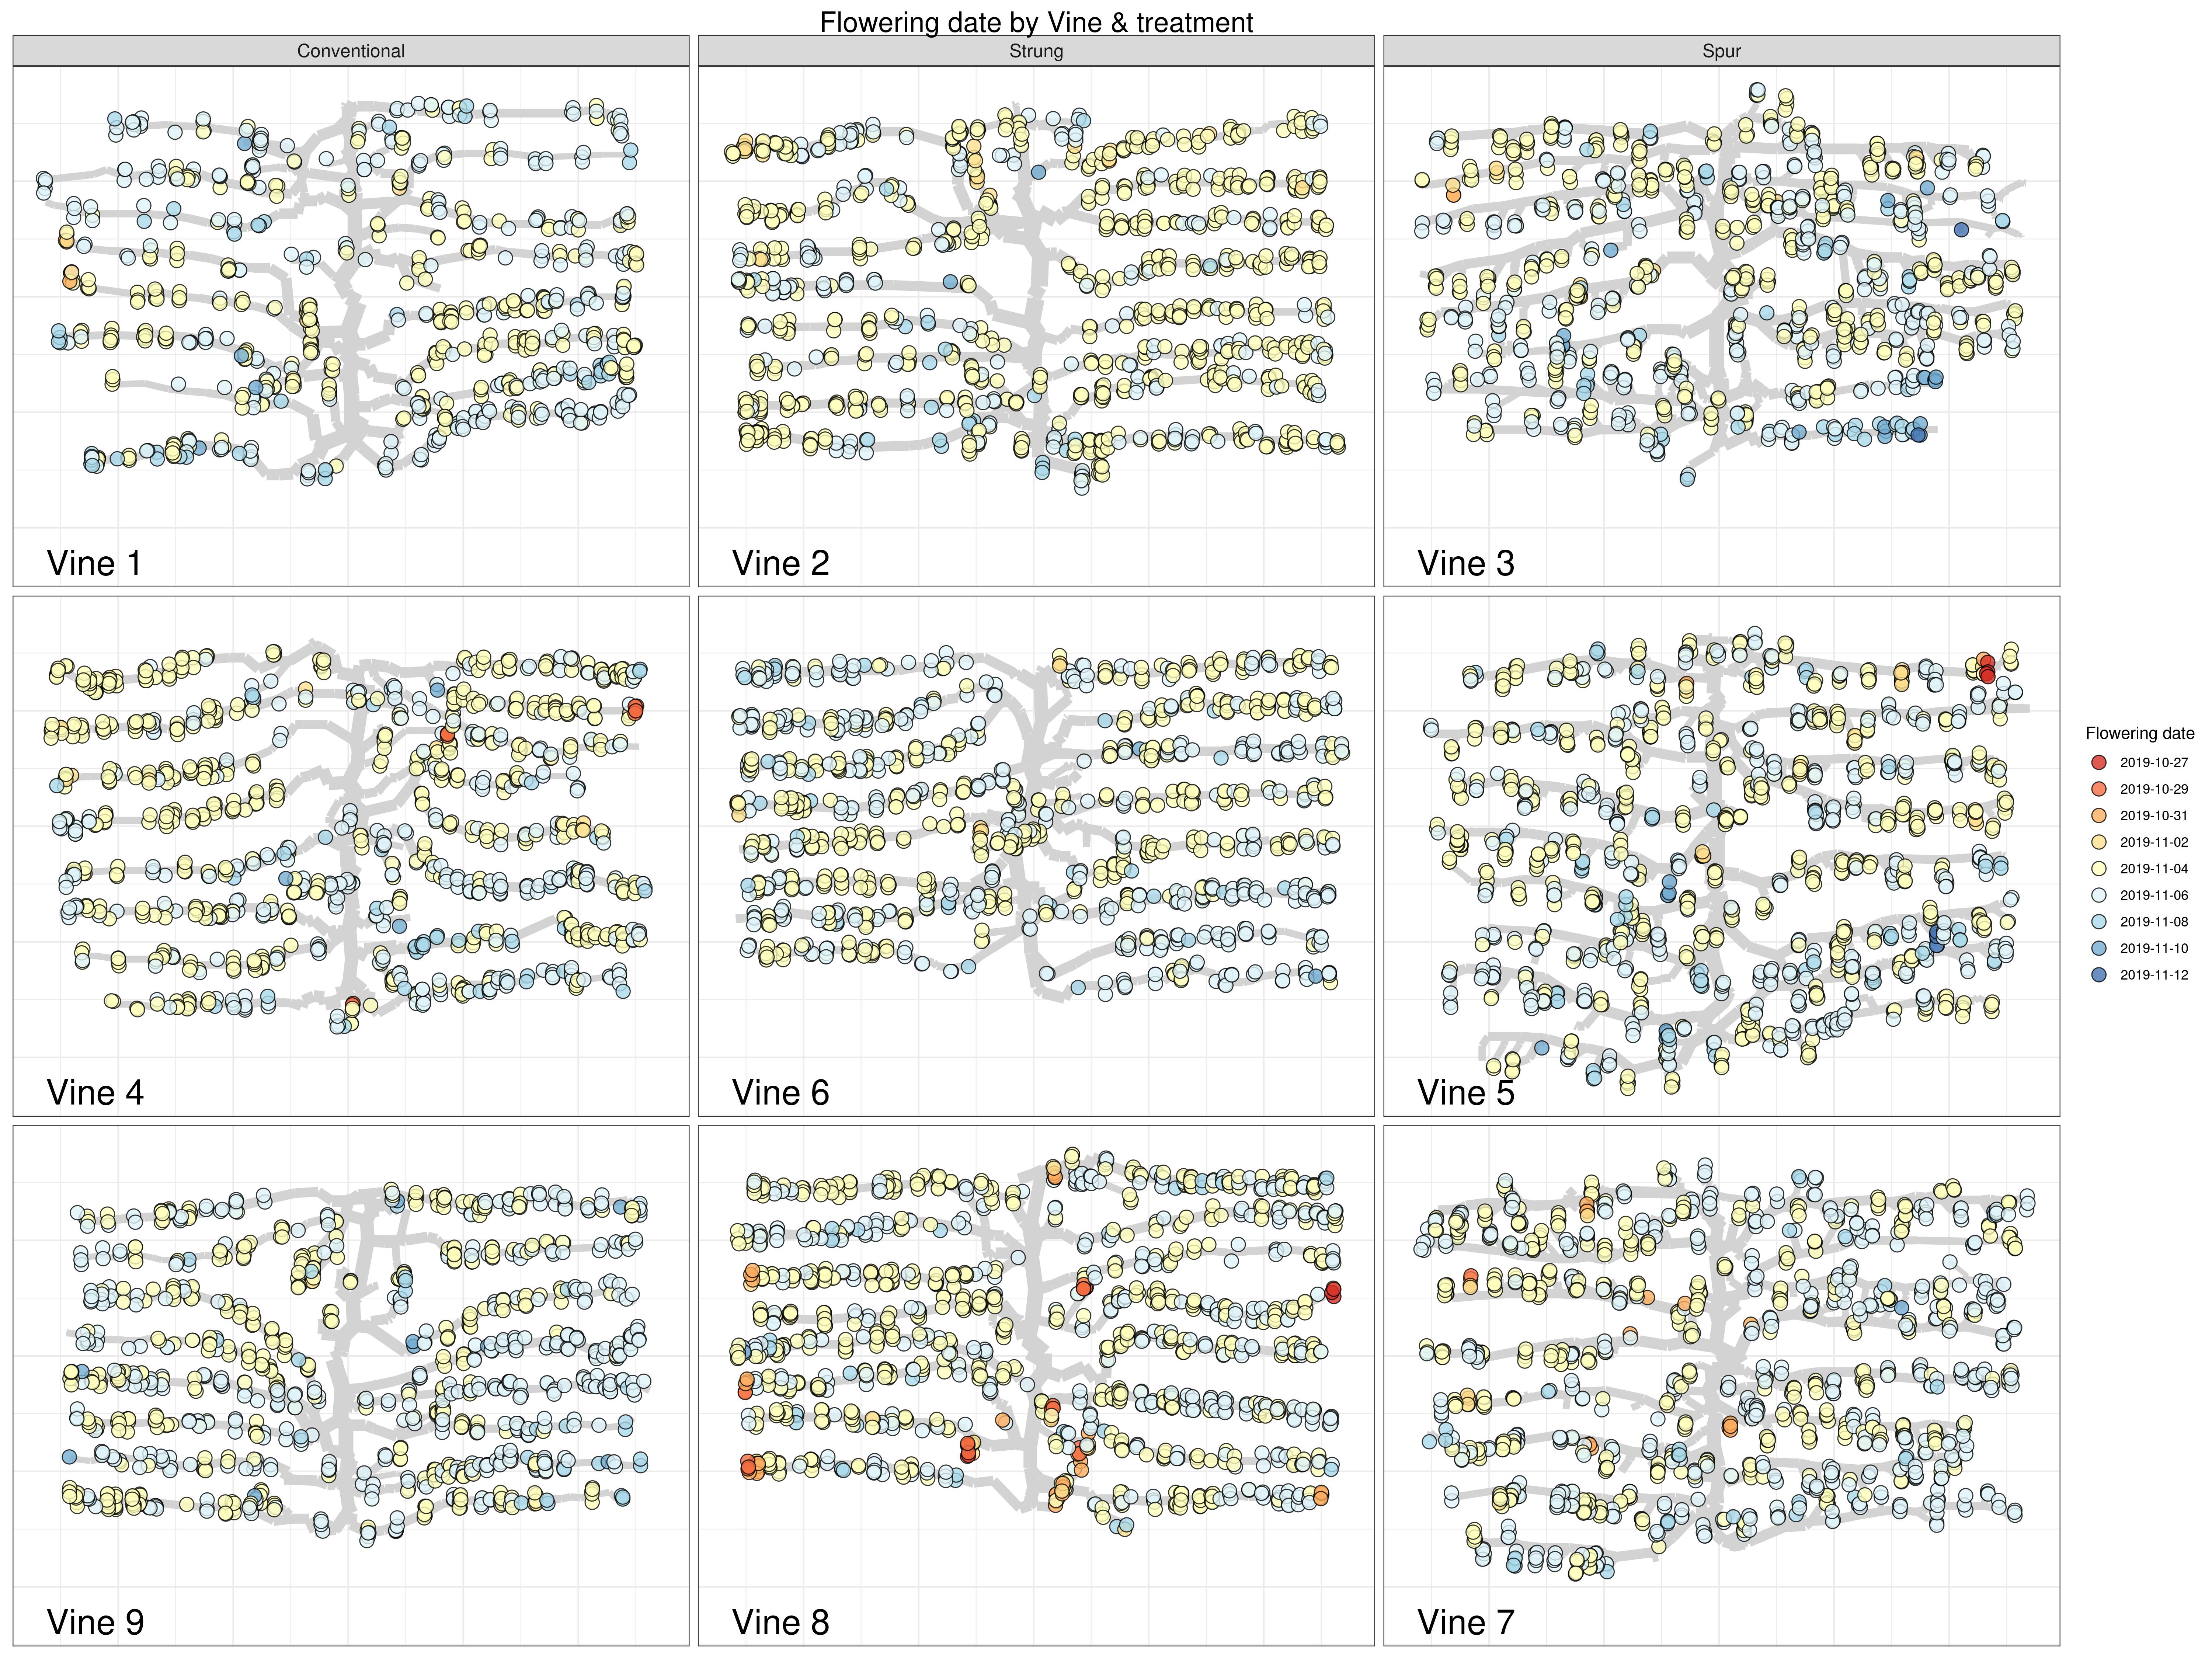 Flowering date by Vine & treatment
Conventional
Strung
Spur
Vine 1
Vine 2
Vine 3
Vine 4
Vine 6
Vine 5
Vine 9
Vine 8
Vine 7
Flowering date
2019-10-27
2019-10-29
2019-10-31
2019-11-02
2019-11-04
2019-11-06
2019-11-08
2019-11-10
2019-11-12